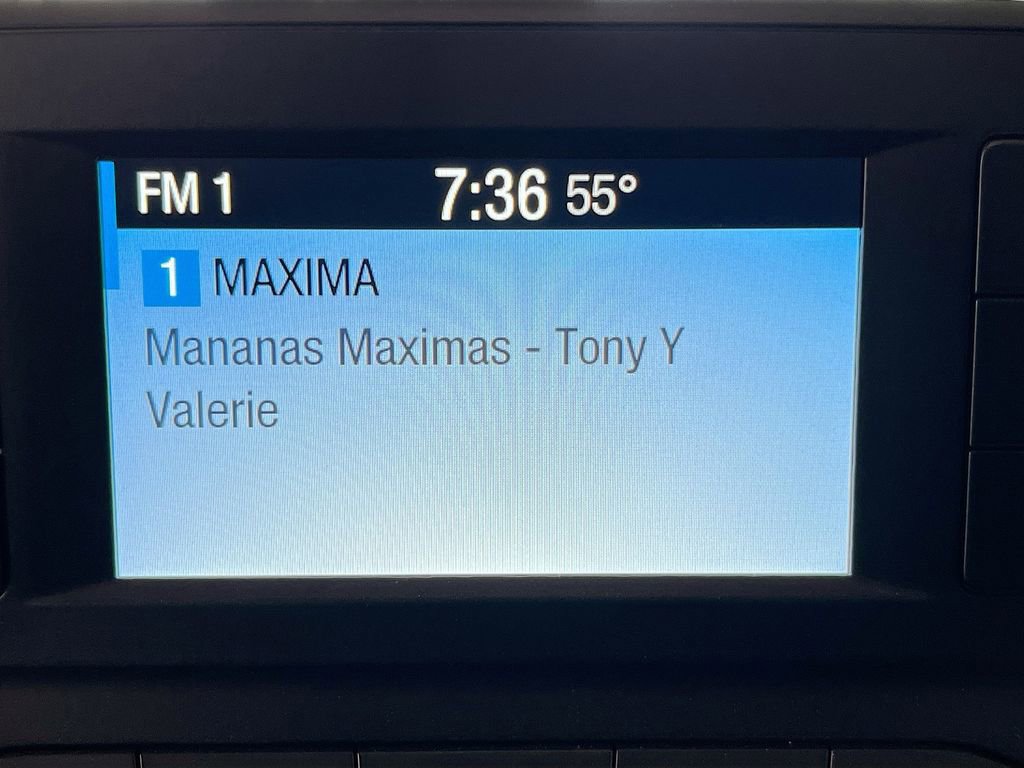 FM 1 7:36 55°
1 MAXIMA
Mananas Maximas - Tony Y
Valerie